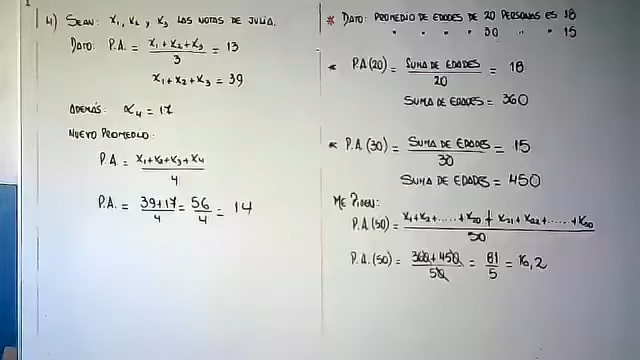 4) SEAN: x₁, x₂ y x₃ LAS NOTAS DE JULIA.
DATO: P.A. = (x₁+x₂+x₃)/3 = 13
x₁+x₂+x₃ = 39
ADEMÁS: x₄ = 17
NUEVO PROMEDIO:
P.A. = (x₁+x₂+x₃+x₄)/4
P.A. = (39+17)/4 = 56/4 = 14
* DATO: PROMEDIO DE EDADES DE 20 PERSONAS ES 18
" " " 30 " " 15
* P.A(20) = SUMA DE EDADES/20 = 18
SUMA DE EDADES = 360
* P.A.(30) = SUMA DE EDADES/30 = 15
SUMA DE EDADES = 450
ME PIDEN:
P.A.(50) = (x₁+x₂+.....+x₂₀ + x₂₁+x₂₂+.....+x₅₀)/50
P.A.(50) = (360+450)/50 = 81/5 = 16,2